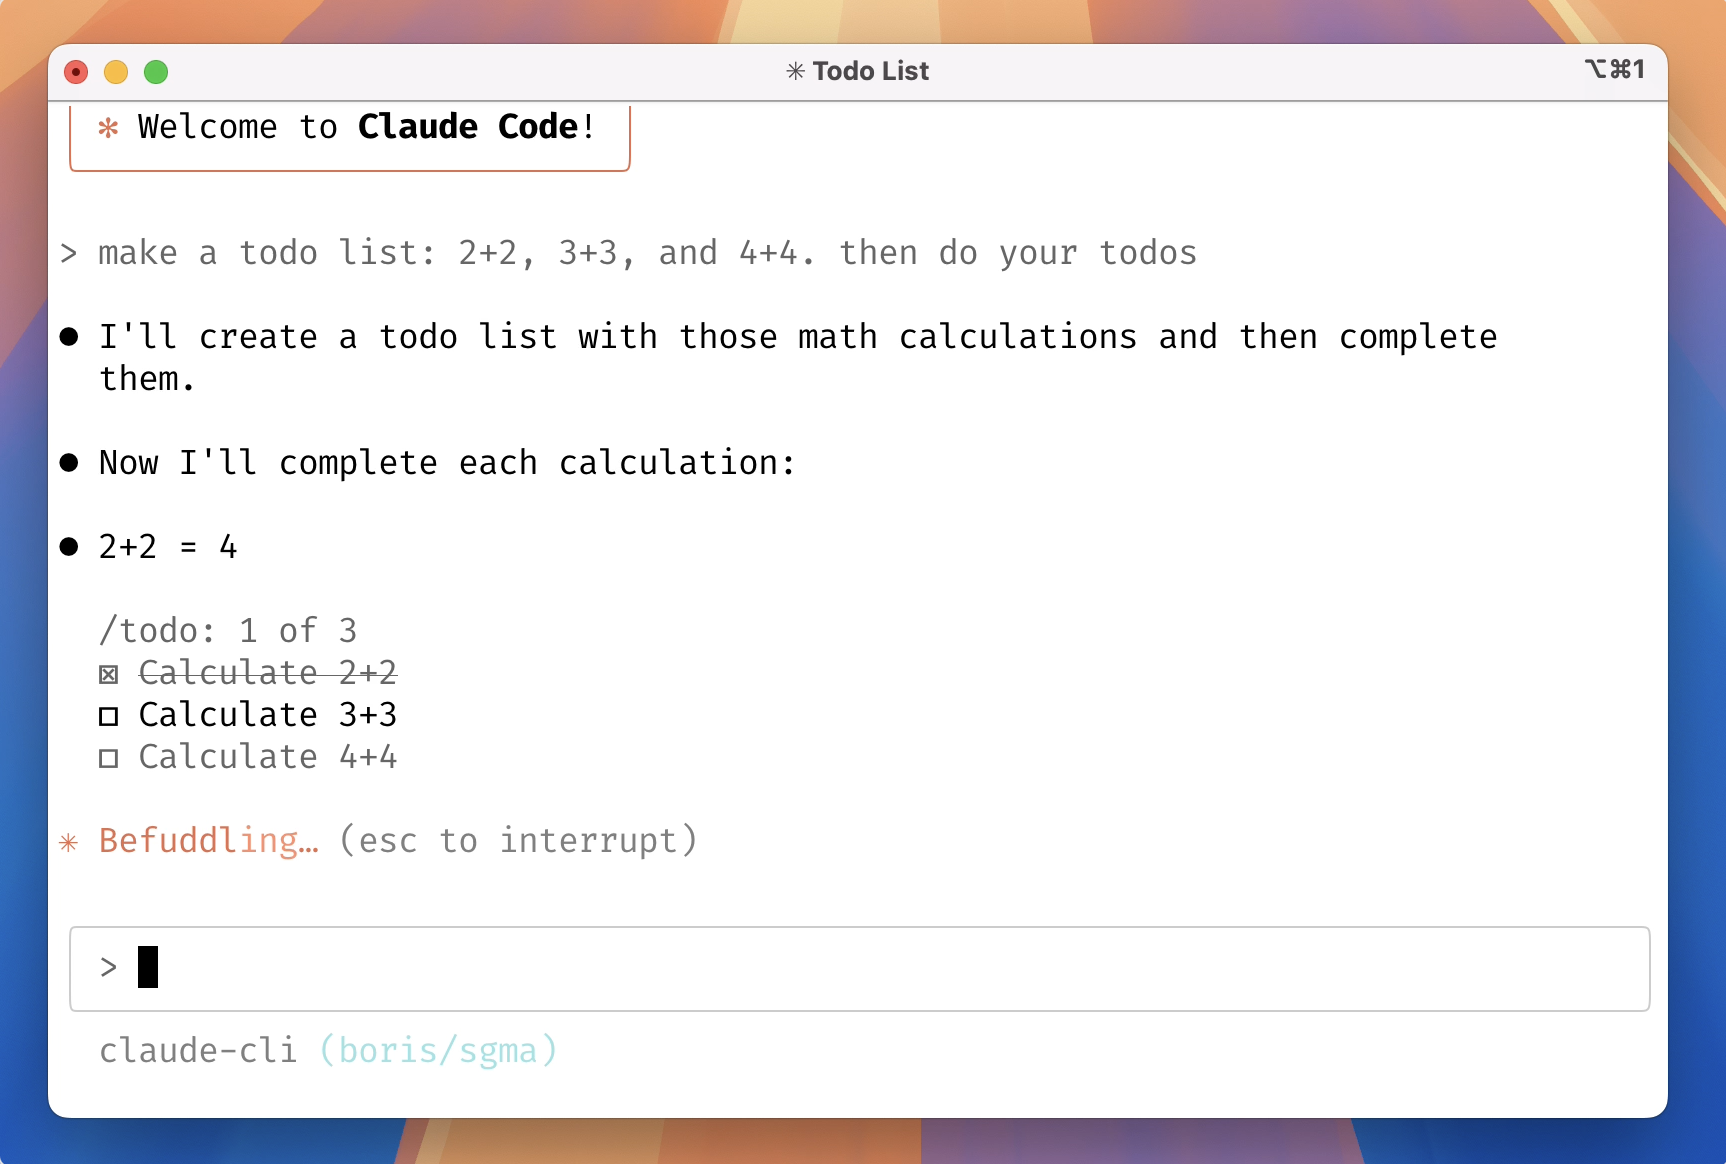 ✳ Todo List
⌥⌘1
✻ Welcome to Claude Code!
> make a todo list: 2+2, 3+3, and 4+4. then do your todos
● I'll create a todo list with those math calculations and then complete
them.
● Now I'll complete each calculation:
● 2+2 = 4
/todo: 1 of 3
☒ Calculate 2+2
☐ Calculate 3+3
☐ Calculate 4+4
✳ Befuddling… (esc to interrupt)
>
claude-cli (boris/sgma)